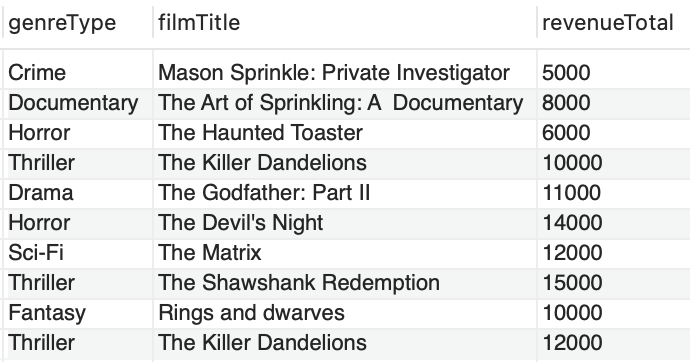 genreType filmTitle revenueTotal
Crime Mason Sprinkle: Private Investigator 5000
Documentary The Art of Sprinkling: A  Documentary 8000
Horror The Haunted Toaster 6000
Thriller The Killer Dandelions 10000
Drama The Godfather: Part II 11000
Horror The Devil's Night 14000
Sci-Fi The Matrix 12000
Thriller The Shawshank Redemption 15000
Fantasy Rings and dwarves 10000
Thriller The Killer Dandelions 12000